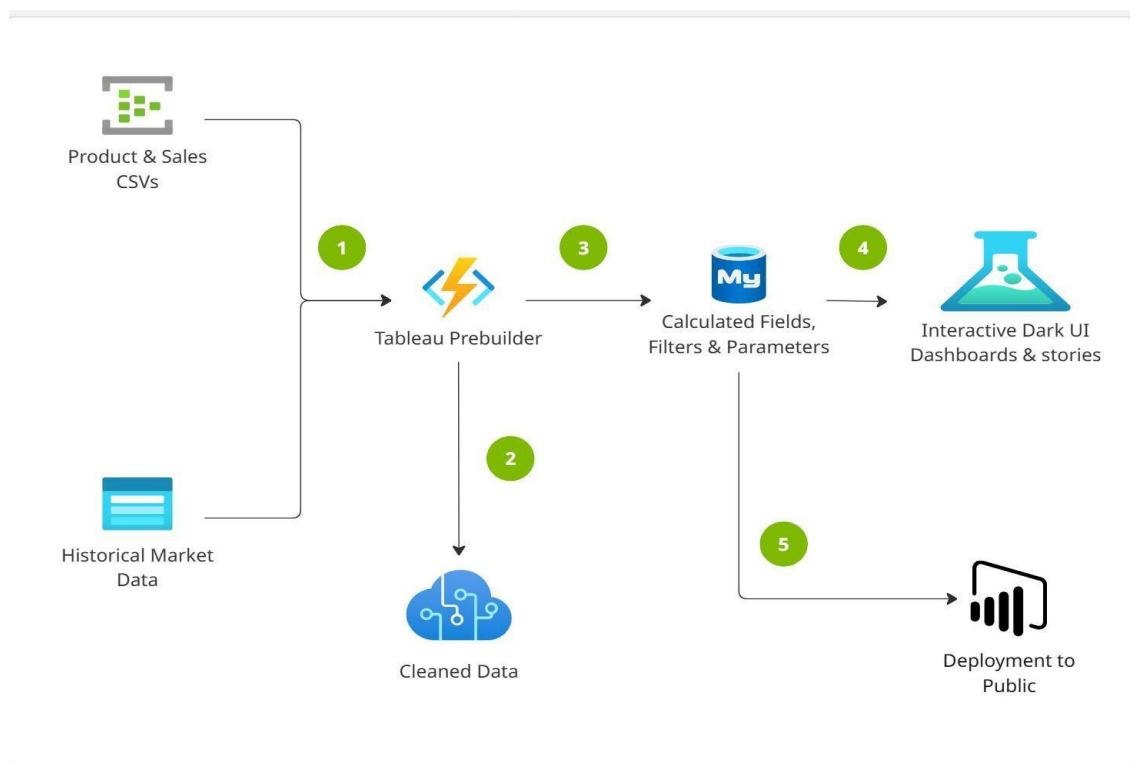 Product & Sales
CSVs
1
3
4
My
Tableau Prebuilder
Calculated Fields,
Filters & Parameters
Interactive Dark UI
Dashboards & stories
2
Historical Market
Data
5
Cleaned Data
Deployment to
Public